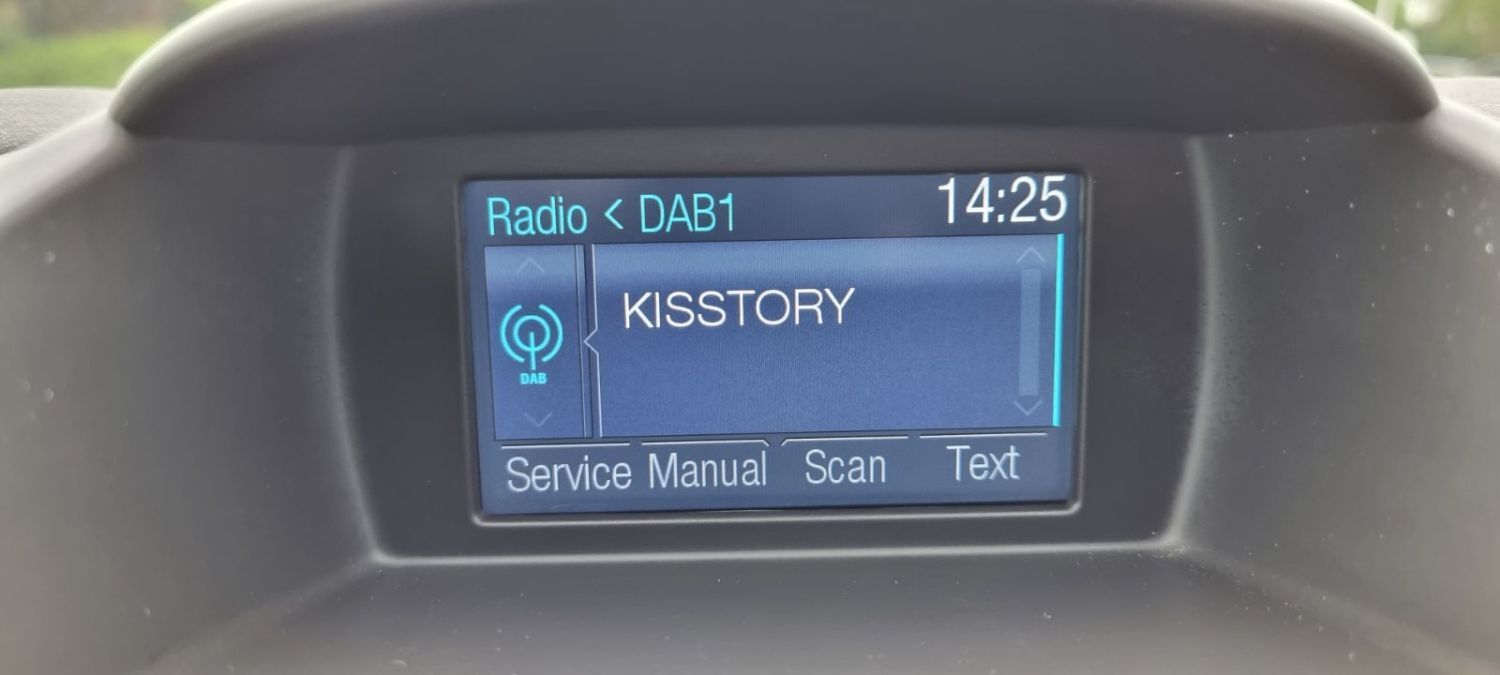 Radio < DAB1 14:25
KISSTORY
DAB
Service Manual Scan Text